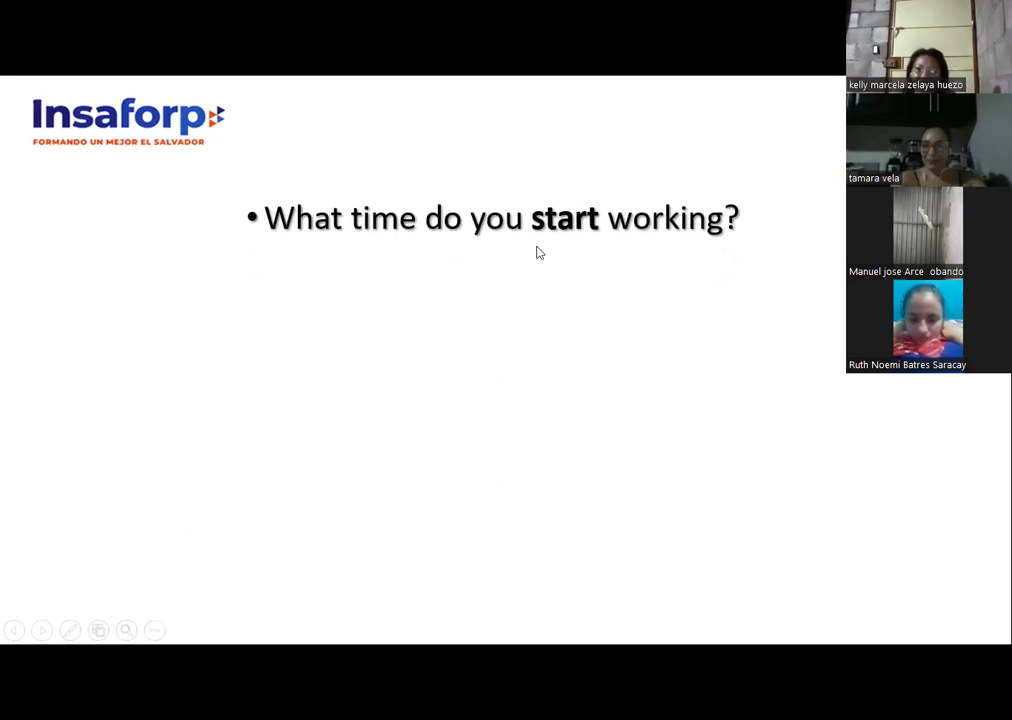 Insaforp
FORMANDO UN MEJOR EL SALVADOR
• What time do you start working?
kelly marcela zelaya huezo
tamara vela
Manuel jose Arce obando
Ruth Noemi Batres Saracay